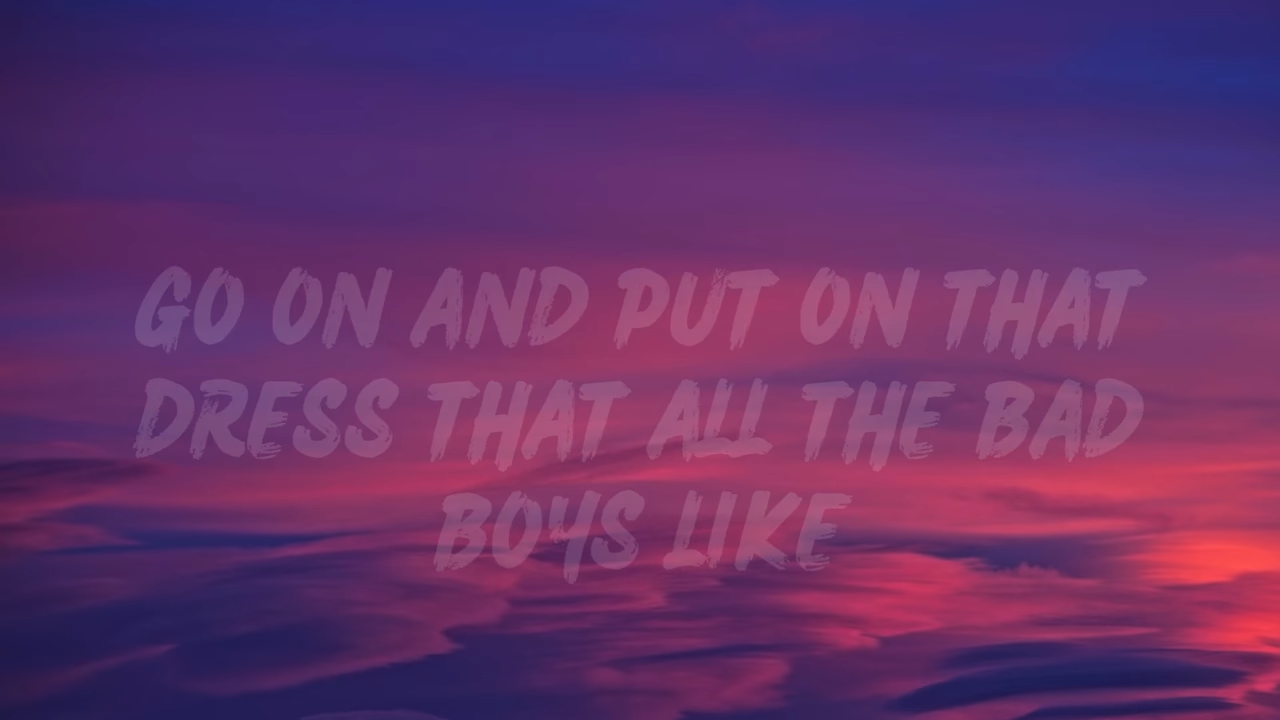 GO ON AND PUT ON THAT
DRESS THAT ALL THE BAD
BOYS LIKE